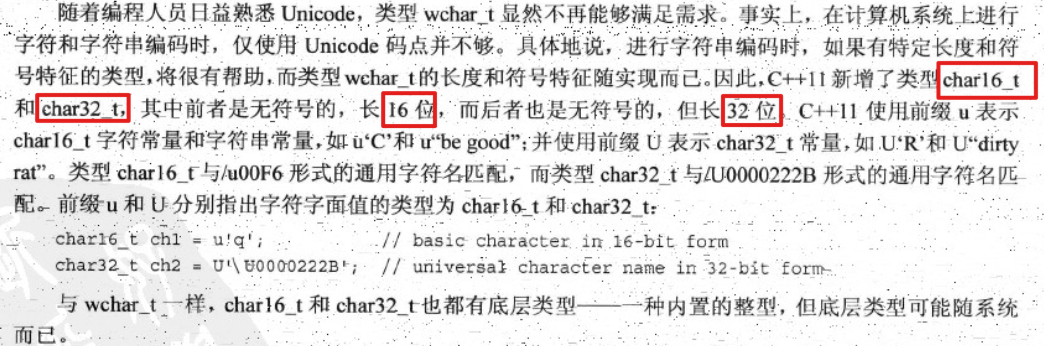 随着编程人员日益熟悉 Unicode，类型 wchar_t 显然不再能够满足需求。事实上，在计算机系统上进行
字符和字符串编码时，仅使用 Unicode 码点并不够。具体地说，进行字符串编码时，如果有特定长度和符
号特征的类型，将很有帮助，而类型 wchar_t 的长度和符号特征随实现而已。因此，C++11 新增了类型 char16_t
和 char32_t，其中前者是无符号的，长 16 位，而后者也是无符号的，但长 32 位。C++11 使用前缀 u 表示
char16_t 字符常量和字符串常量，如 u‘C’和 u“be good”；并使用前缀 U 表示 char32_t 常量，如 U‘R’和 U“dirty
rat”。类型 char16_t 与/u00F6 形式的通用字符名匹配，而类型 char32_t 与/U0000222B 形式的通用字符名匹
配。前缀 u 和 U 分别指出字符字面值的类型为 char16_t 和 char32_t：
char16_t ch1 = u'q'; // basic character in 16-bit form
char32_t ch2 = U'\U0000222B'; // universal character name in 32-bit form
与 wchar_t 一样，char16_t 和 char32_t 也都有底层类型——一种内置的整型，但底层类型可能随系统
而已。